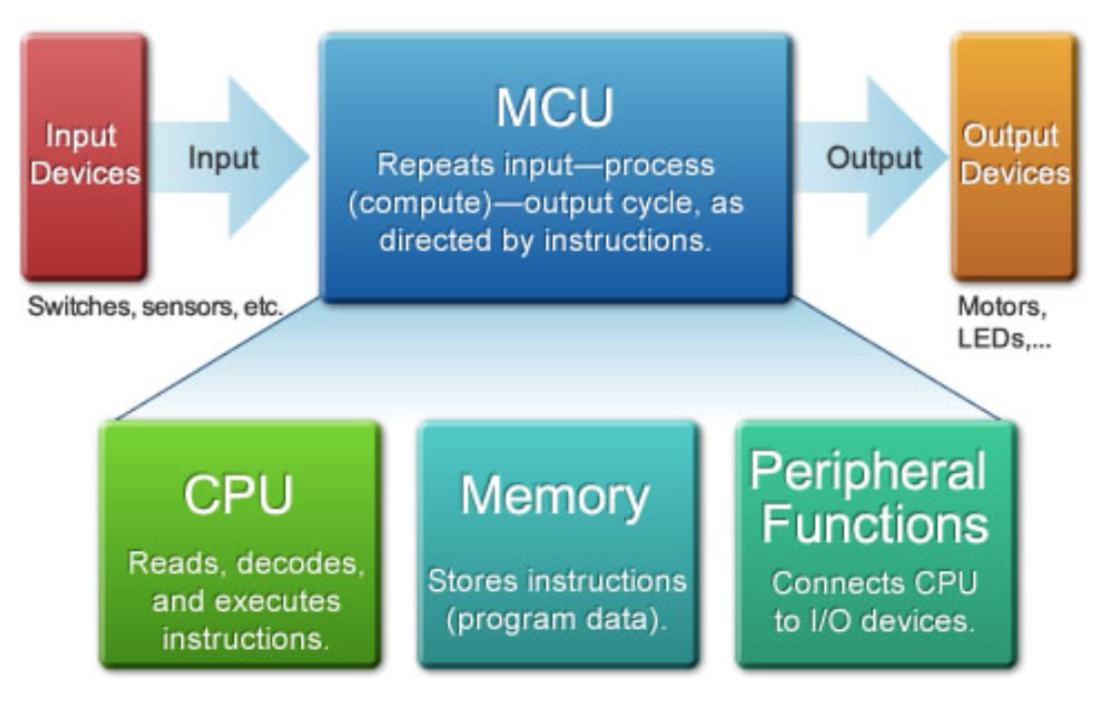 Input
Devices
Input
MCU
Repeats input—process
(compute)—output cycle, as
directed by instructions.
Output
Output
Devices
Switches, sensors, etc.
Motors,
LEDs,...
CPU
Reads, decodes,
and executes
instructions.
Memory
Stores instructions
(program data).
Peripheral
Functions
Connects CPU
to I/O devices.